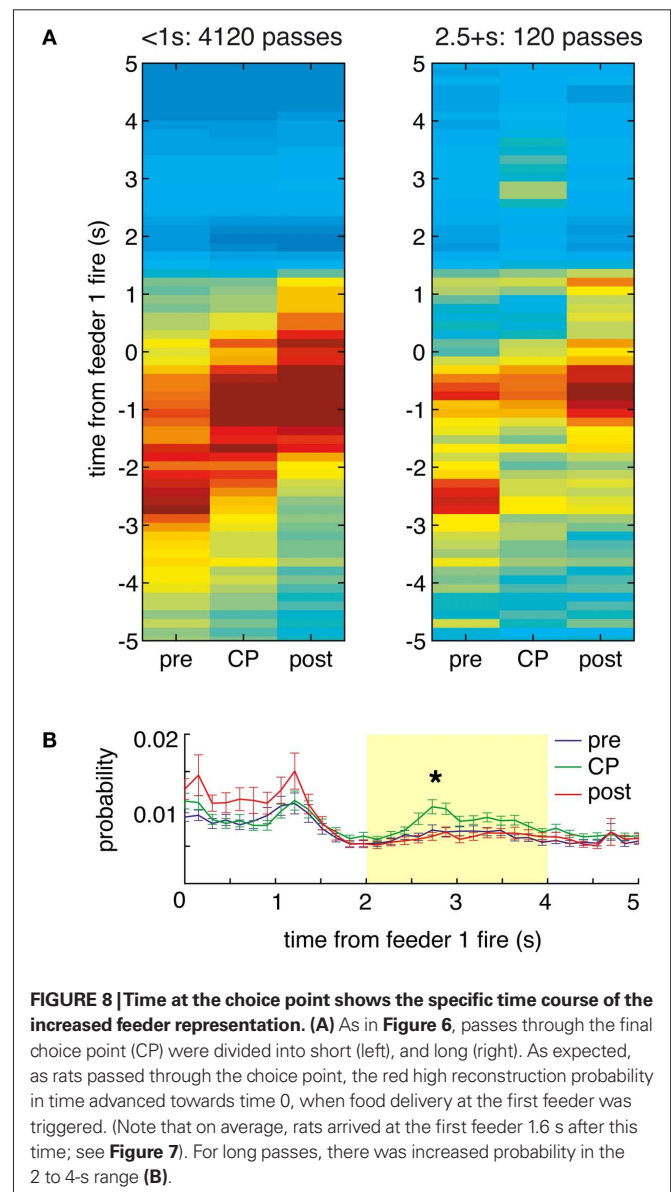 A
<1s: 4120 passes
2.5+s: 120 passes
time from feeder 1 fire (s)
5
4
3
2
1
0
-1
-2
-3
-4
-5
pre CP post
5
4
3
2
1
0
-1
-2
-3
-4
-5
pre CP post
B
probability
0.02
0.01
*
pre
CP
post
0 1 2 3 4 5
time from feeder 1 fire (s)
FIGURE 8 | Time at the choice point shows the specific time course of the
increased feeder representation. (A) As in Figure 6, passes through the final
choice point (CP) were divided into short (left), and long (right). As expected,
as rats passed through the choice point, the red high reconstruction probability
in time advanced towards time 0, when food delivery at the first feeder was
triggered. (Note that on average, rats arrived at the first feeder 1.6 s after this
time; see Figure 7). For long passes, there was increased probability in the
2 to 4-s range (B).